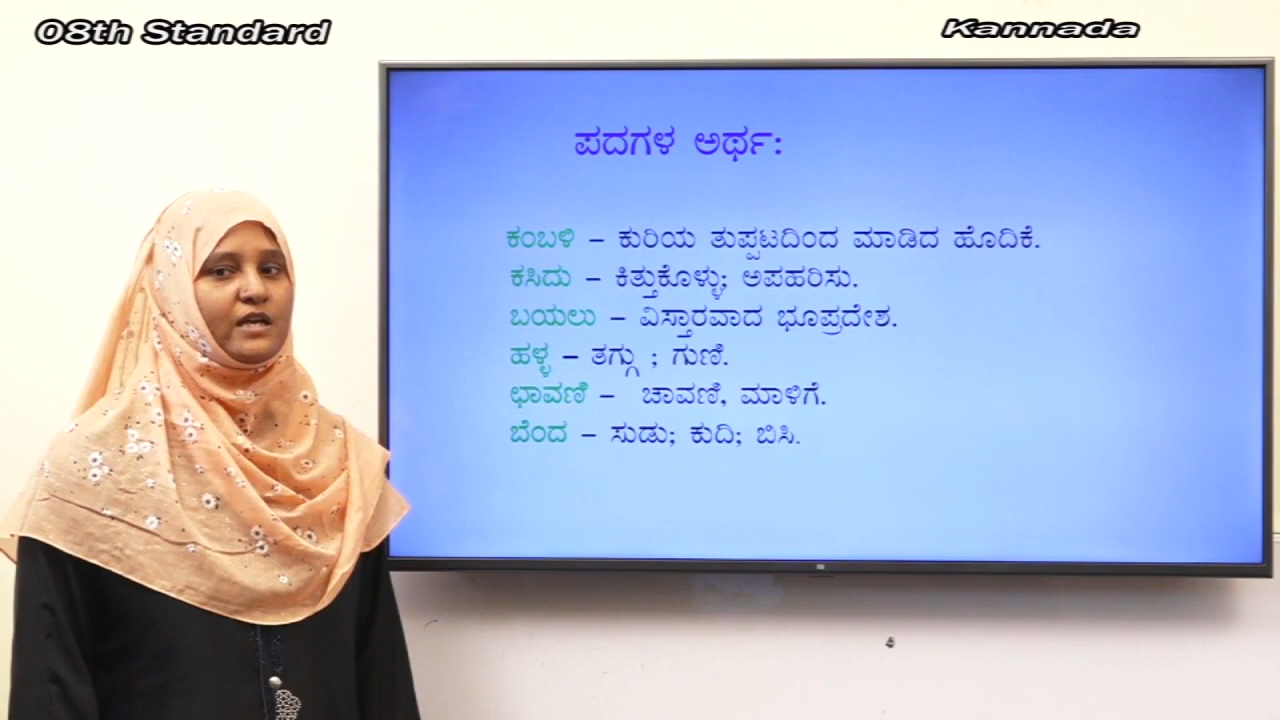 08th Standard
Kannada
ಪದಗಳ ಅರ್ಥ:
ಕಂಬಳಿ – ಕುರಿಯ ತುಪ್ಪಟದಿಂದ ಮಾಡಿದ ಹೊದಿಕೆ.
ಕಸಿದು – ಕಿತ್ತುಕೊಳ್ಳು; ಅಪಹರಿಸು.
ಬಯಲು – ವಿಸ್ತಾರವಾದ ಭೂಪ್ರದೇಶ.
ಹಳ್ಳ – ತಗ್ಗು ; ಗುಣಿ.
ಛಾವಣಿ – ಚಾವಣಿ, ಮಾಳಿಗೆ.
ಬೆಂದ – ಸುಡು; ಕುದಿ; ಬಿಸಿ.